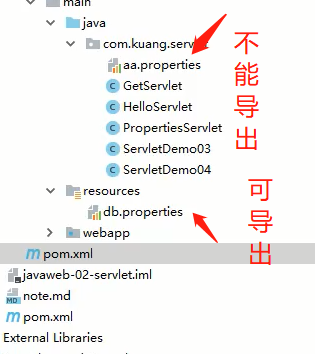 main
java
com.kuang.serv
aa.properties
GetServlet
HelloServlet
PropertiesServlet
ServletDemo03
ServletDemo04
resources
db.properties
webapp
pom.xml
javaweb-02-servlet.iml
note.md
pom.xml
External Libraries
不能导出
可导出